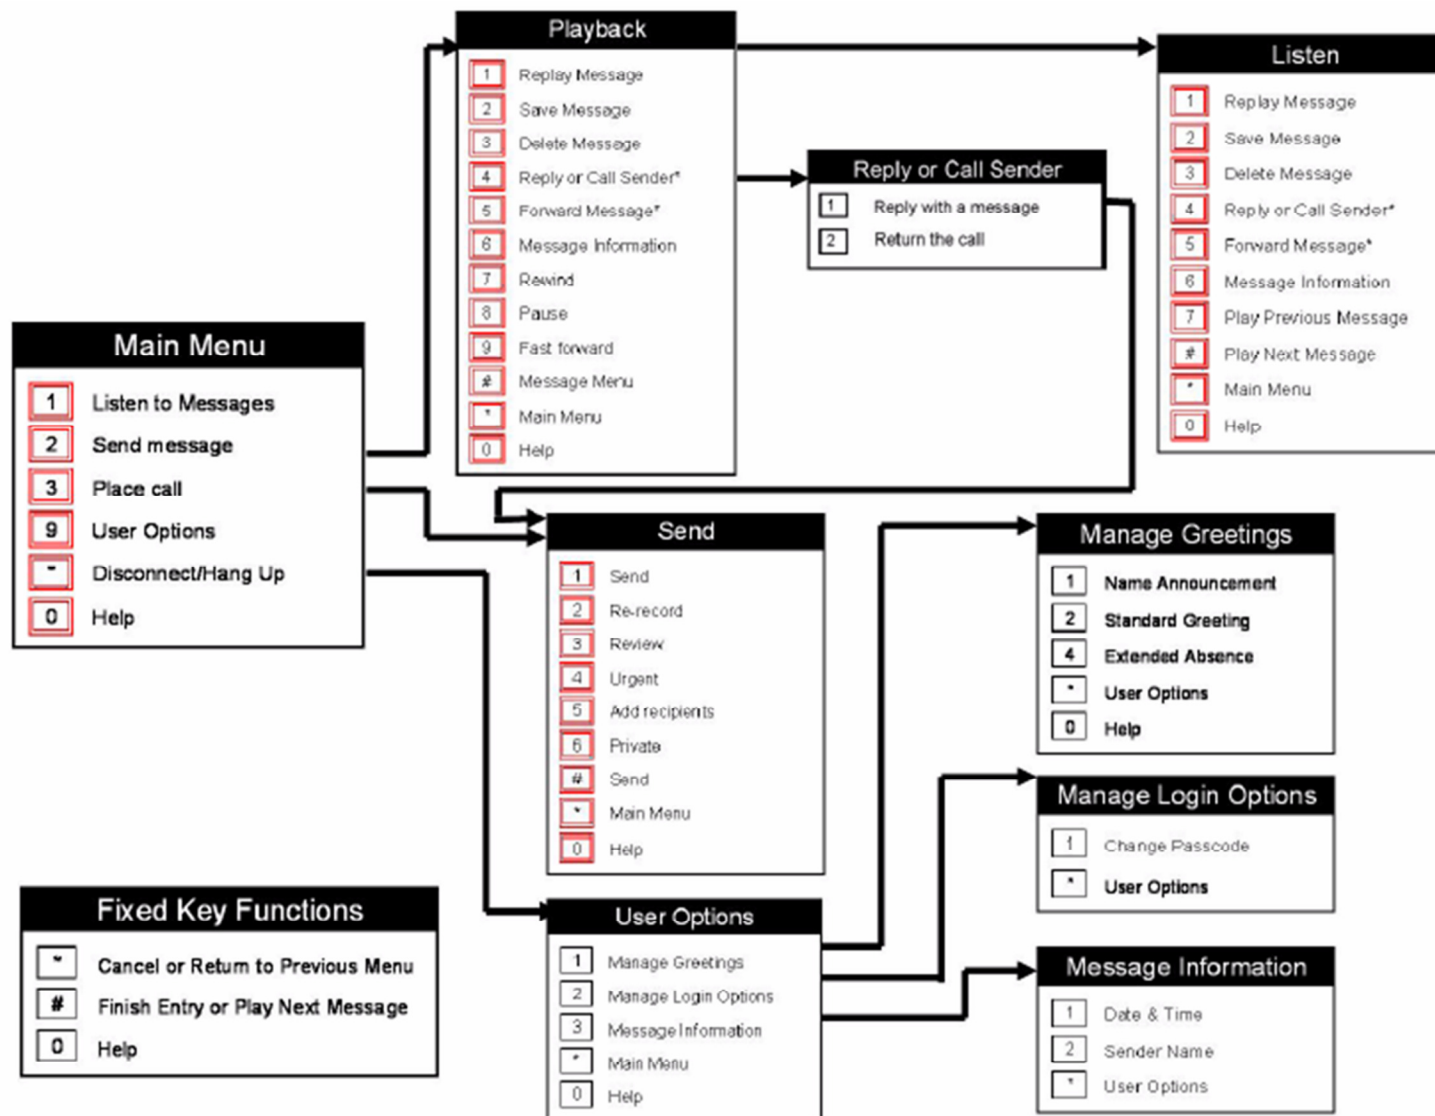 Main Menu
1 Listen to Messages
2 Send message
3 Place call
9 User Options
* Disconnect/Hang Up
0 Help
Playback
1 Replay Message
2 Save Message
3 Delete Message
4 Reply or Call Sender*
5 Forward Message*
6 Message Information
7 Rewind
8 Pause
9 Fast forward
# Message Menu
* Main Menu
0 Help
Reply or Call Sender
1 Reply with a message
2 Return the call
Listen
1 Replay Message
2 Save Message
3 Delete Message
4 Reply or Call Sender*
5 Forward Message*
6 Message Information
7 Play Previous Message
# Play Next Message
* Main Menu
0 Help
Send
1 Send
2 Re-record
3 Review
4 Urgent
5 Add recipients
6 Private
# Send
* Main Menu
0 Help
Manage Greetings
1 Name Announcement
2 Standard Greeting
4 Extended Absence
* User Options
0 Help
Manage Login Options
1 Change Passcode
* User Options
Fixed Key Functions
* Cancel or Return to Previous Menu
# Finish Entry or Play Next Message
0 Help
User Options
1 Manage Greetings
2 Manage Login Options
3 Message Information
* Main Menu
0 Help
Message Information
1 Date & Time
2 Sender Name
* User Options